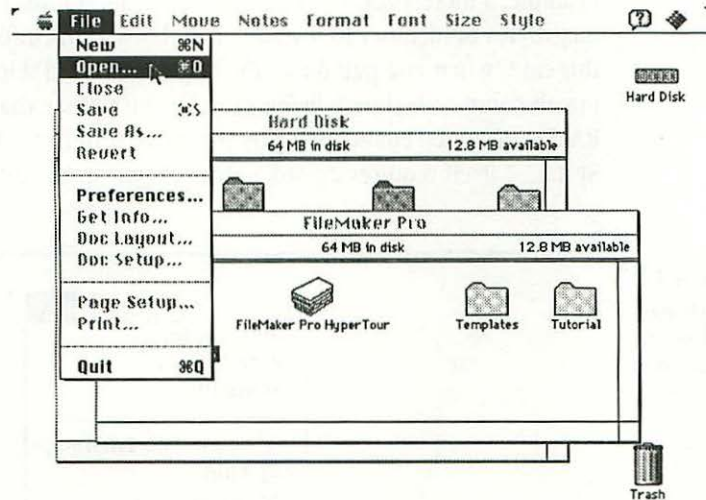 File Edit Move Notes Format Font Size Style
New ⌘N
Open... ⌘O
Close
Save ⌘S
Save As...
Revert
Preferences...
Get Info...
Doc Layout...
Doc Setup...
Page Setup...
Print...
Quit ⌘Q
Hard Disk
Hard Disk
64 MB in disk 12.8 MB available
FileMaker Pro
64 MB in disk 12.8 MB available
FileMaker Pro HyperTour Templates Tutorial
Trash